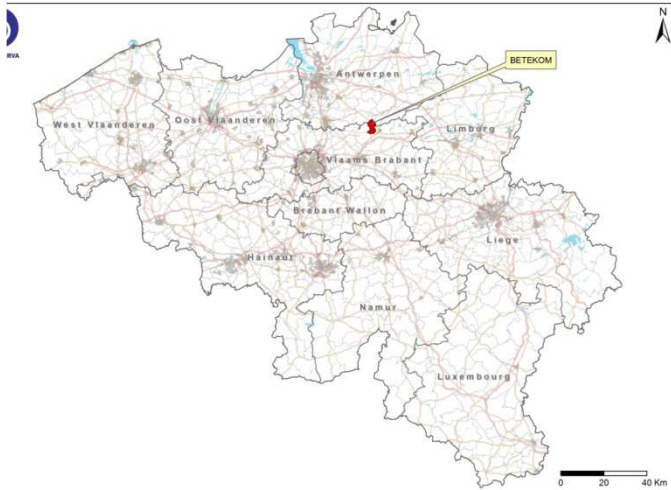 N
ERVA
BETEKOM
Antwerpen
West Vlaanderen
Oost Vlaanderen
Limburg
Vlaams Brabant
Brabant Wallon
Liege
Hainaut
Namur
Luxembourg
0 20 40 Km